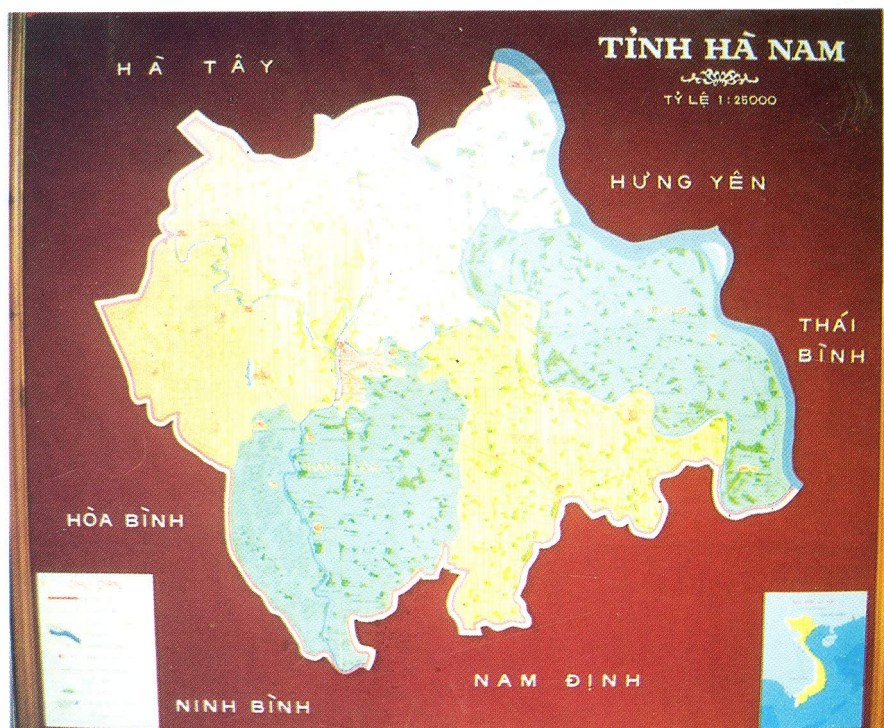 TỈNH HÀ NAM
TỶ LỆ 1:25000
HÀ TÂY
HƯNG YÊN
THÁI
BÌNH
HÒA BÌNH
NAM ĐỊNH
NINH BÌNH